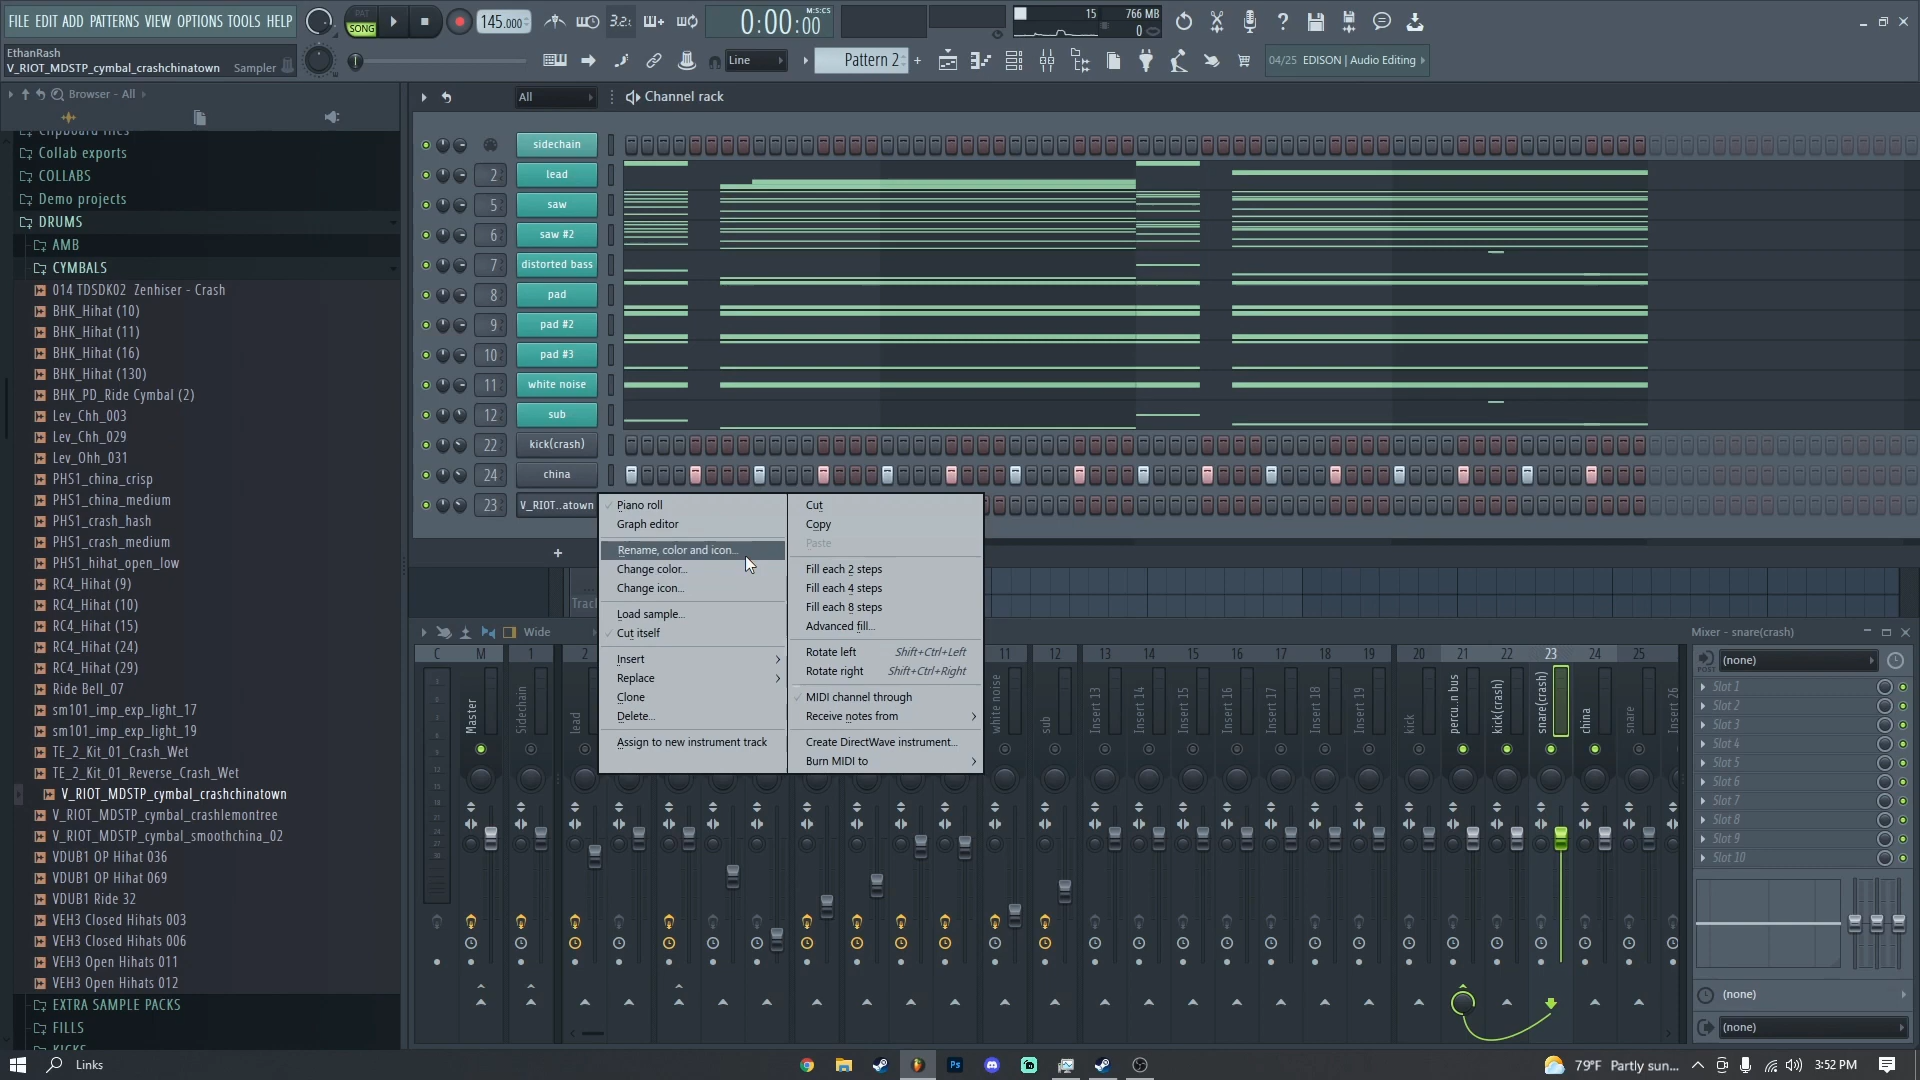 FILE EDIT ADD PATTERNS VIEW OPTIONS TOOLS HELP
PAT
SONG
145.000
3.2.
0:00:00
M:S:CS
15
766 MB
0
EthanRash
V_RIOT_MDSTP_cymbal_crashchinatown
Sampler
Line
Pattern 2
+
04/25 EDISON | Audio Editing
Browser - All
All
Channel rack
Collab exports
COLLABS
Demo projects
DRUMS
AMB
CYMBALS
014 TDSDK02 Zenhiser - Crash
BHK_Hihat (10)
BHK_Hihat (11)
BHK_Hihat (16)
BHK_Hihat (130)
BHK_PD_Ride Cymbal (2)
Lev_Chh_003
Lev_Chh_029
Lev_Ohh_031
PHS1_china_crisp
PHS1_china_medium
PHS1_crash_hash
PHS1_crash_medium
PHS1_hihat_open_low
RC4_Hihat (9)
RC4_Hihat (10)
RC4_Hihat (15)
RC4_Hihat (24)
RC4_Hihat (29)
Ride Bell_07
sm101_imp_exp_light_17
sm101_imp_exp_light_19
TE_2_Kit_01_Crash_Wet
TE_2_Kit_01_Reverse_Crash_Wet
V_RIOT_MDSTP_cymbal_crashchinatown
V_RIOT_MDSTP_cymbal_crashlemontree
V_RIOT_MDSTP_cymbal_smoothchina_02
VDUB1 OP Hihat 036
VDUB1 OP Hihat 069
VDUB1 Ride 32
VEH3 Closed Hihats 003
VEH3 Closed Hihats 006
VEH3 Open Hihats 011
VEH3 Open Hihats 012
EXTRA SAMPLE PACKS
FILLS
sidechain
2 lead
5 saw
6 saw #2
7 distorted bass
8 pad
9 pad #2
10 pad #3
11 white noise
12 sub
22 kick(crash)
24 china
23 V_RIOT..atown
+
Piano roll
Graph editor
Rename, color and icon...
Change color...
Change icon...
Load sample...
Cut itself
Insert
Replace
Clone
Delete...
Assign to new instrument track
Cut
Copy
Paste
Fill each 2 steps
Fill each 4 steps
Fill each 8 steps
Advanced fill...
Rotate left Shift+Ctrl+Left
Rotate right Shift+Ctrl+Right
MIDI channel through
Receive notes from
Create DirectWave instrument...
Burn MIDI to
Wide
Mixer - snare(crash)
C M 1 2 11 12 13 14 15 16 17 18 19 20 21 22 23 24 25
Master
Sidechain
lead
white noise
sub
Insert 13
Insert 14
Insert 15
Insert 16
Insert 17
Insert 18
Insert 19
kick
percu..n bus
kick(crash)
snare(crash)
china
snare
Insert 26
POST
(none)
Slot 1
Slot 2
Slot 3
Slot 4
Slot 5
Slot 6
Slot 7
Slot 8
Slot 9
Slot 10
(none)
(none)
Links
Ps
79°F Partly sun...
3:52 PM